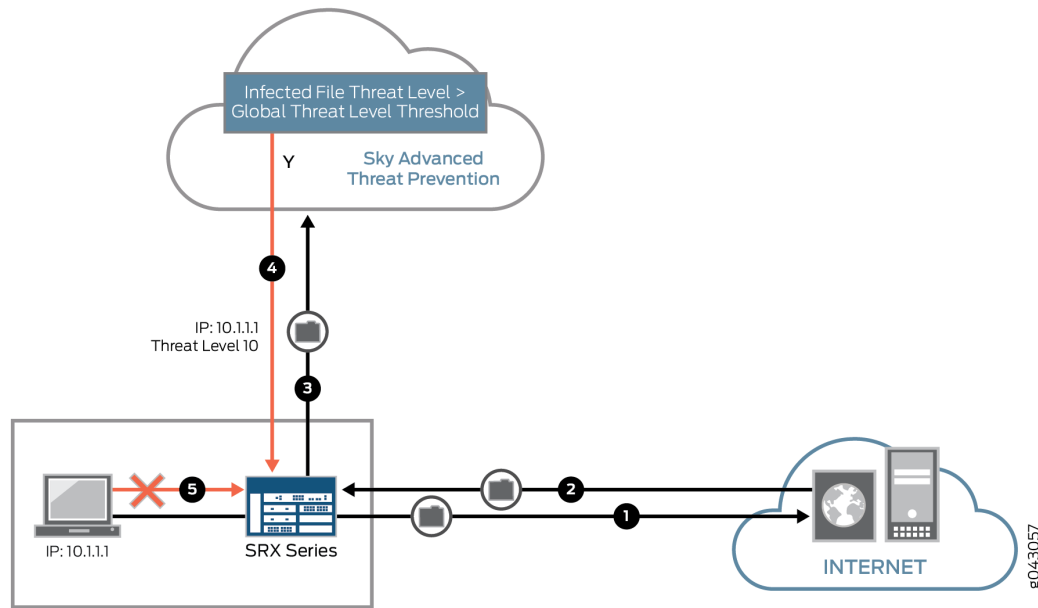 Infected File Threat Level >
Global Threat Level Threshold
Y
Sky Advanced
Threat Prevention
4
IP: 10.1.1.1
Threat Level 10
3
5
2
1
IP: 10.1.1.1
SRX Series
INTERNET
g043057